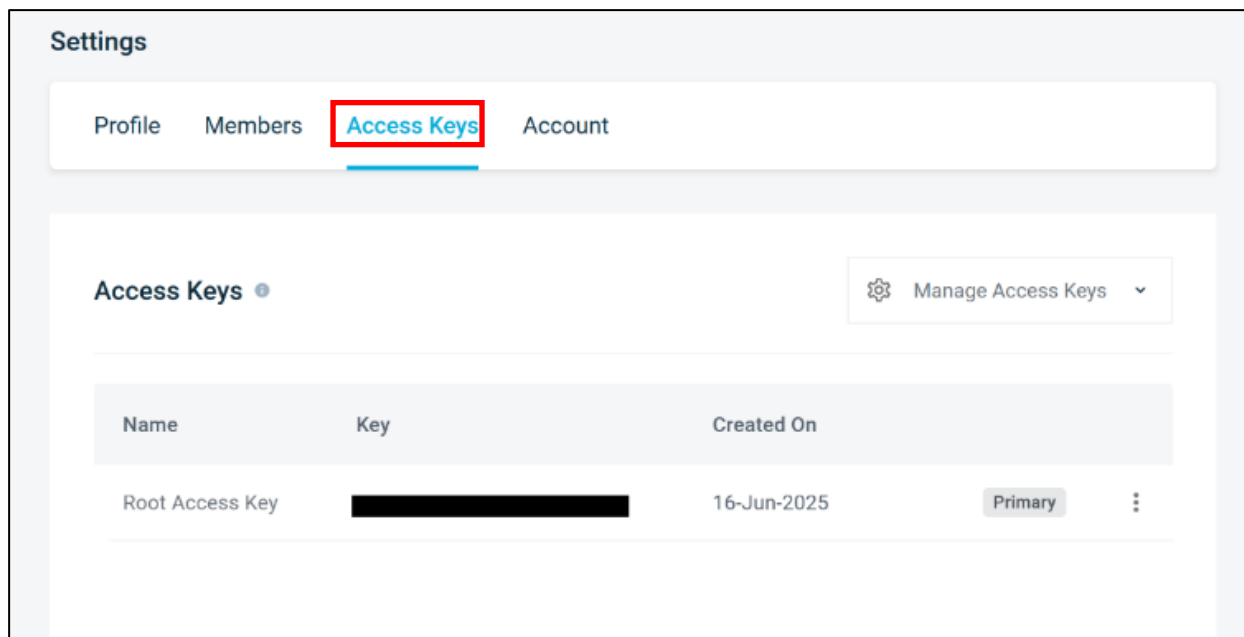 Settings
Profile Members Access Keys Account
Access Keys
Manage Access Keys
Name Key Created On
Root Access Key 16-Jun-2025 Primary